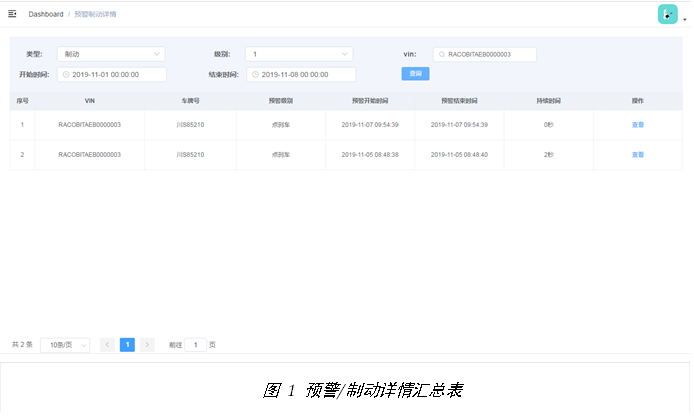 Dashboard / 预警制动详情
类型: 制动 级别: 1 vin: RACOBITAEB0000003
开始时间: 2019-11-01 00:00:00 结束时间: 2019-11-08 00:00:00 查询
序号 VIN 车牌号 预警级别 预警开始时间 预警结束时间 持续时间 操作
1 RACOBITAEB0000003 川S85210 点刹车 2019-11-07 09:54:39 2019-11-07 09:54:39 0秒 查看
2 RACOBITAEB0000003 川S85210 点刹车 2019-11-05 08:48:38 2019-11-05 08:48:40 2秒 查看
共 2 条 10条/页 1 前往 1 页
图 1 预警/制动详情汇总表